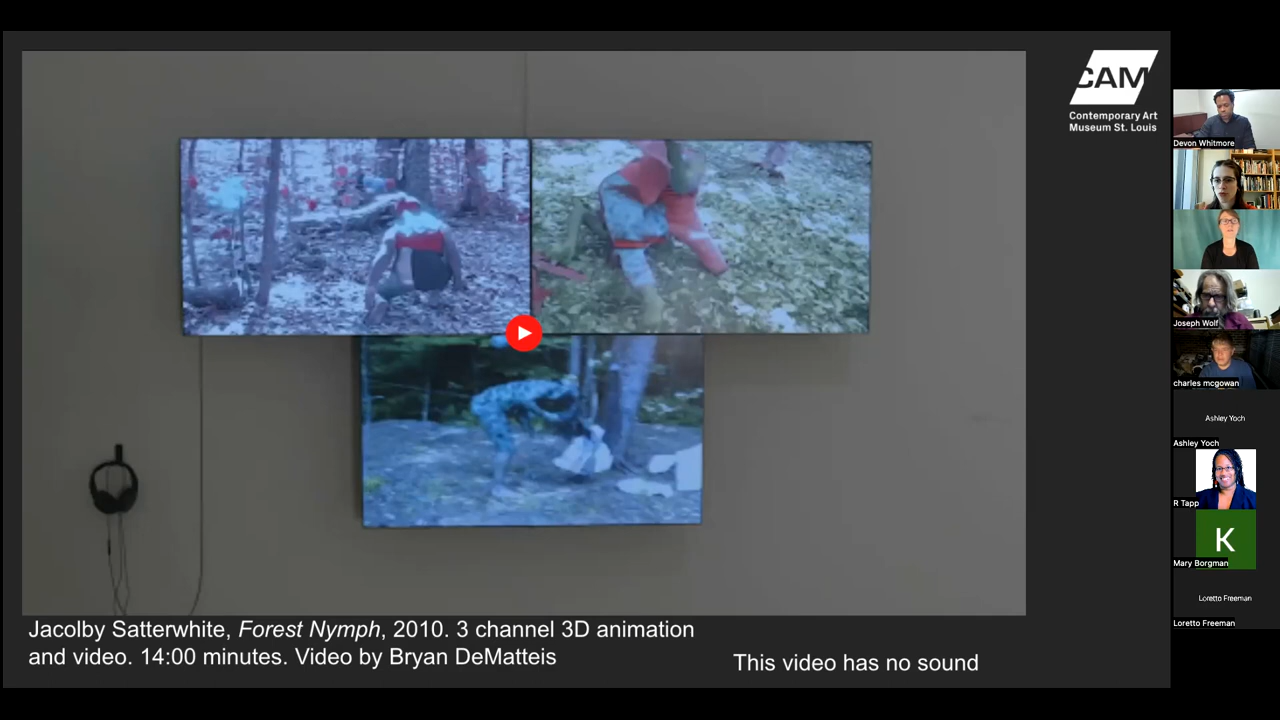 CAM
Contemporary Art
Museum St. Louis
Jacolby Satterwhite, Forest Nymph, 2010. 3 channel 3D animation
and video. 14:00 minutes. Video by Bryan DeMatteis
This video has no sound
Devon Whitmore
Joseph Wolf
charles mcgowan
Ashley Yoch
Ashley Yoch
R Tapp
K
Mary Borgman
Loretto Freeman
Loretto Freeman